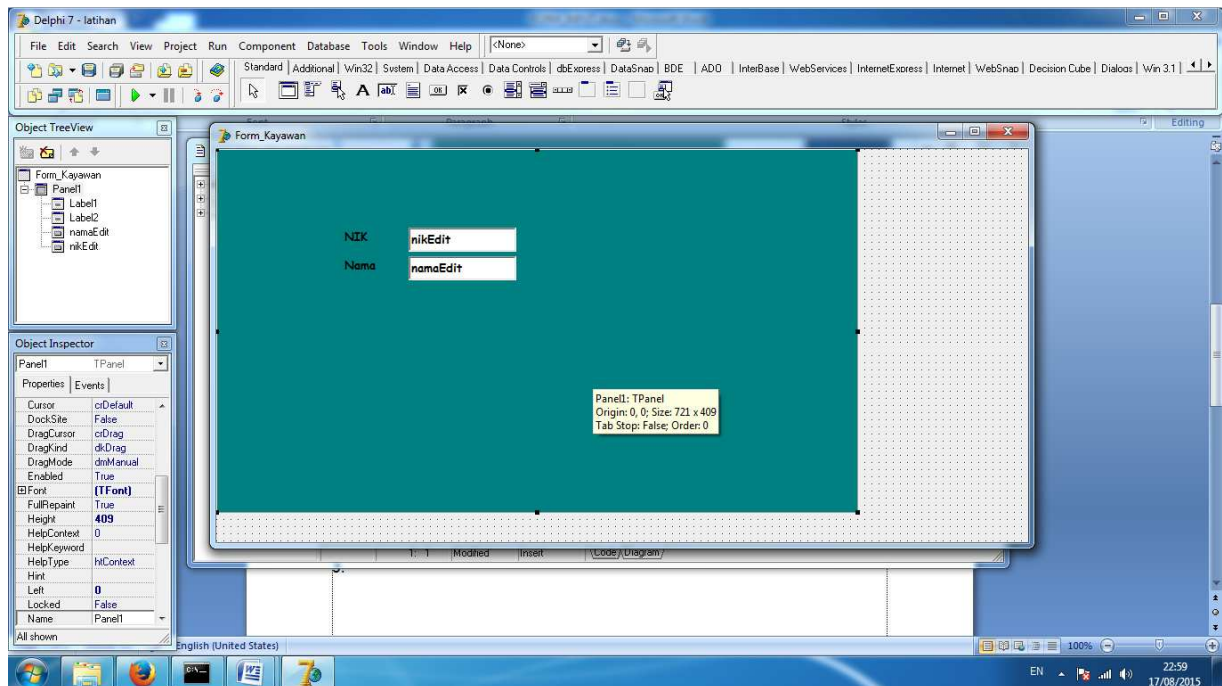 Delphi 7 - latihan
File Edit Search View Project Run Component Database Tools Window Help <None>
Standard Additional Win32 System Data Access Data Controls dbExpress DataSnap BDE ADO InterBase WebServices InternetExpress Internet WebSnap Decision Cube Dialogs Win 3.1
Editing
Object TreeView
Form_Kayawan
Panel1
Label1
Label2
namaEdit
nikEdit
Form_Kayawan
NIK nikEdit
Nama namaEdit
Panel1: TPanel
Origin: 0, 0; Size: 721 x 409
Tab Stop: False; Order: 0
Object Inspector
Panel1 TPanel
Properties Events
Cursor crDefault
DockSite False
DragCursor crDrag
DragKind dkDrag
DragMode dmManual
Enabled True
Font (TFont)
FullRepaint True
Height 409
HelpContext 0
HelpKeyword
HelpType htContext
Hint
Left 0
Locked False
Name Panel1
All shown
1: 1 Modified Insert Code Diagram
English (United States)
100%
EN
22:59
17/08/2015